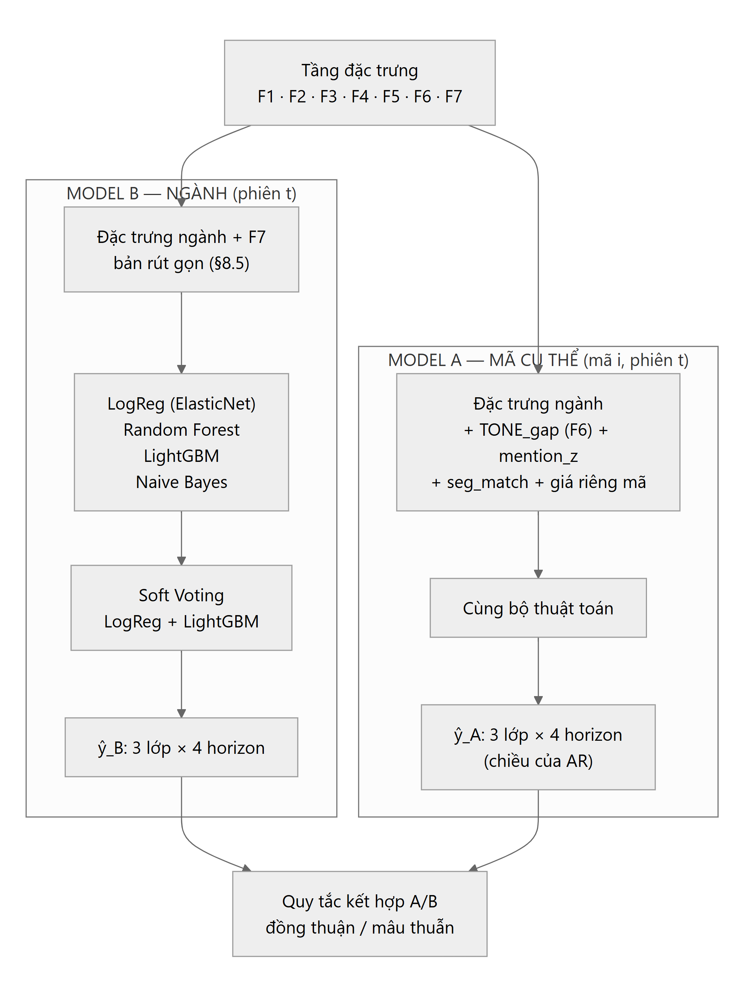 Tầng đặc trưng
F1 · F2 · F3 · F4 · F5 · F6 · F7
MODEL B — NGÀNH (phiên t)
Đặc trưng ngành + F7
bản rút gọn (§8.5)
LogReg (ElasticNet)
Random Forest
LightGBM
Naive Bayes
Soft Voting
LogReg + LightGBM
ŷ_B: 3 lớp × 4 horizon
MODEL A — MÃ CỤ THỂ (mã i, phiên t)
Đặc trưng ngành
+ TONE_gap (F6) +
mention_z
+ seg_match + giá riêng mã
Cùng bộ thuật toán
ŷ_A: 3 lớp × 4 horizon
(chiều của AR)
Quy tắc kết hợp A/B
đồng thuận / mâu thuẫn